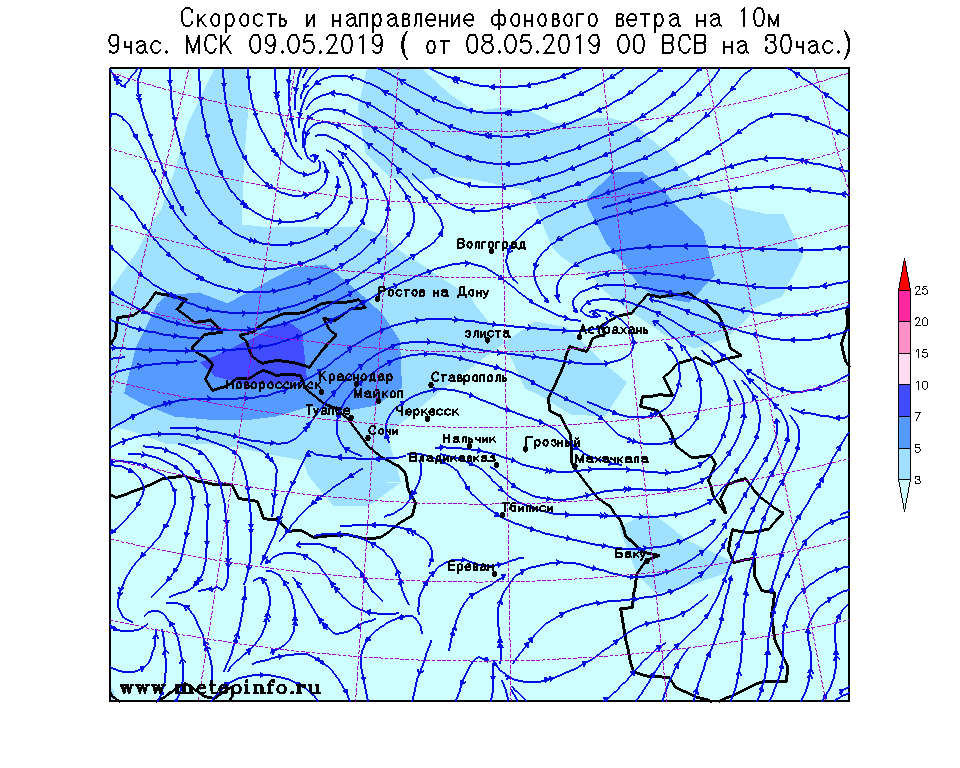 Скорость и направление фонового ветра на 10м
9час. МСК 09.05.2019 ( от 08.05.2019 00 ВСВ на 30час.)
Волгоград
Ростов на Дону
элиста
Астрахань
Новороссийск
Краснодар
Ставрополь
Майкоп
Туапсе
Черкесск
Сочи
Нальчик
Грозный
Владикавказ
Махачкала
Тбилиси
Баку
Ереван
25
20
15
10
7
5
3
www.meteoinfo.ru